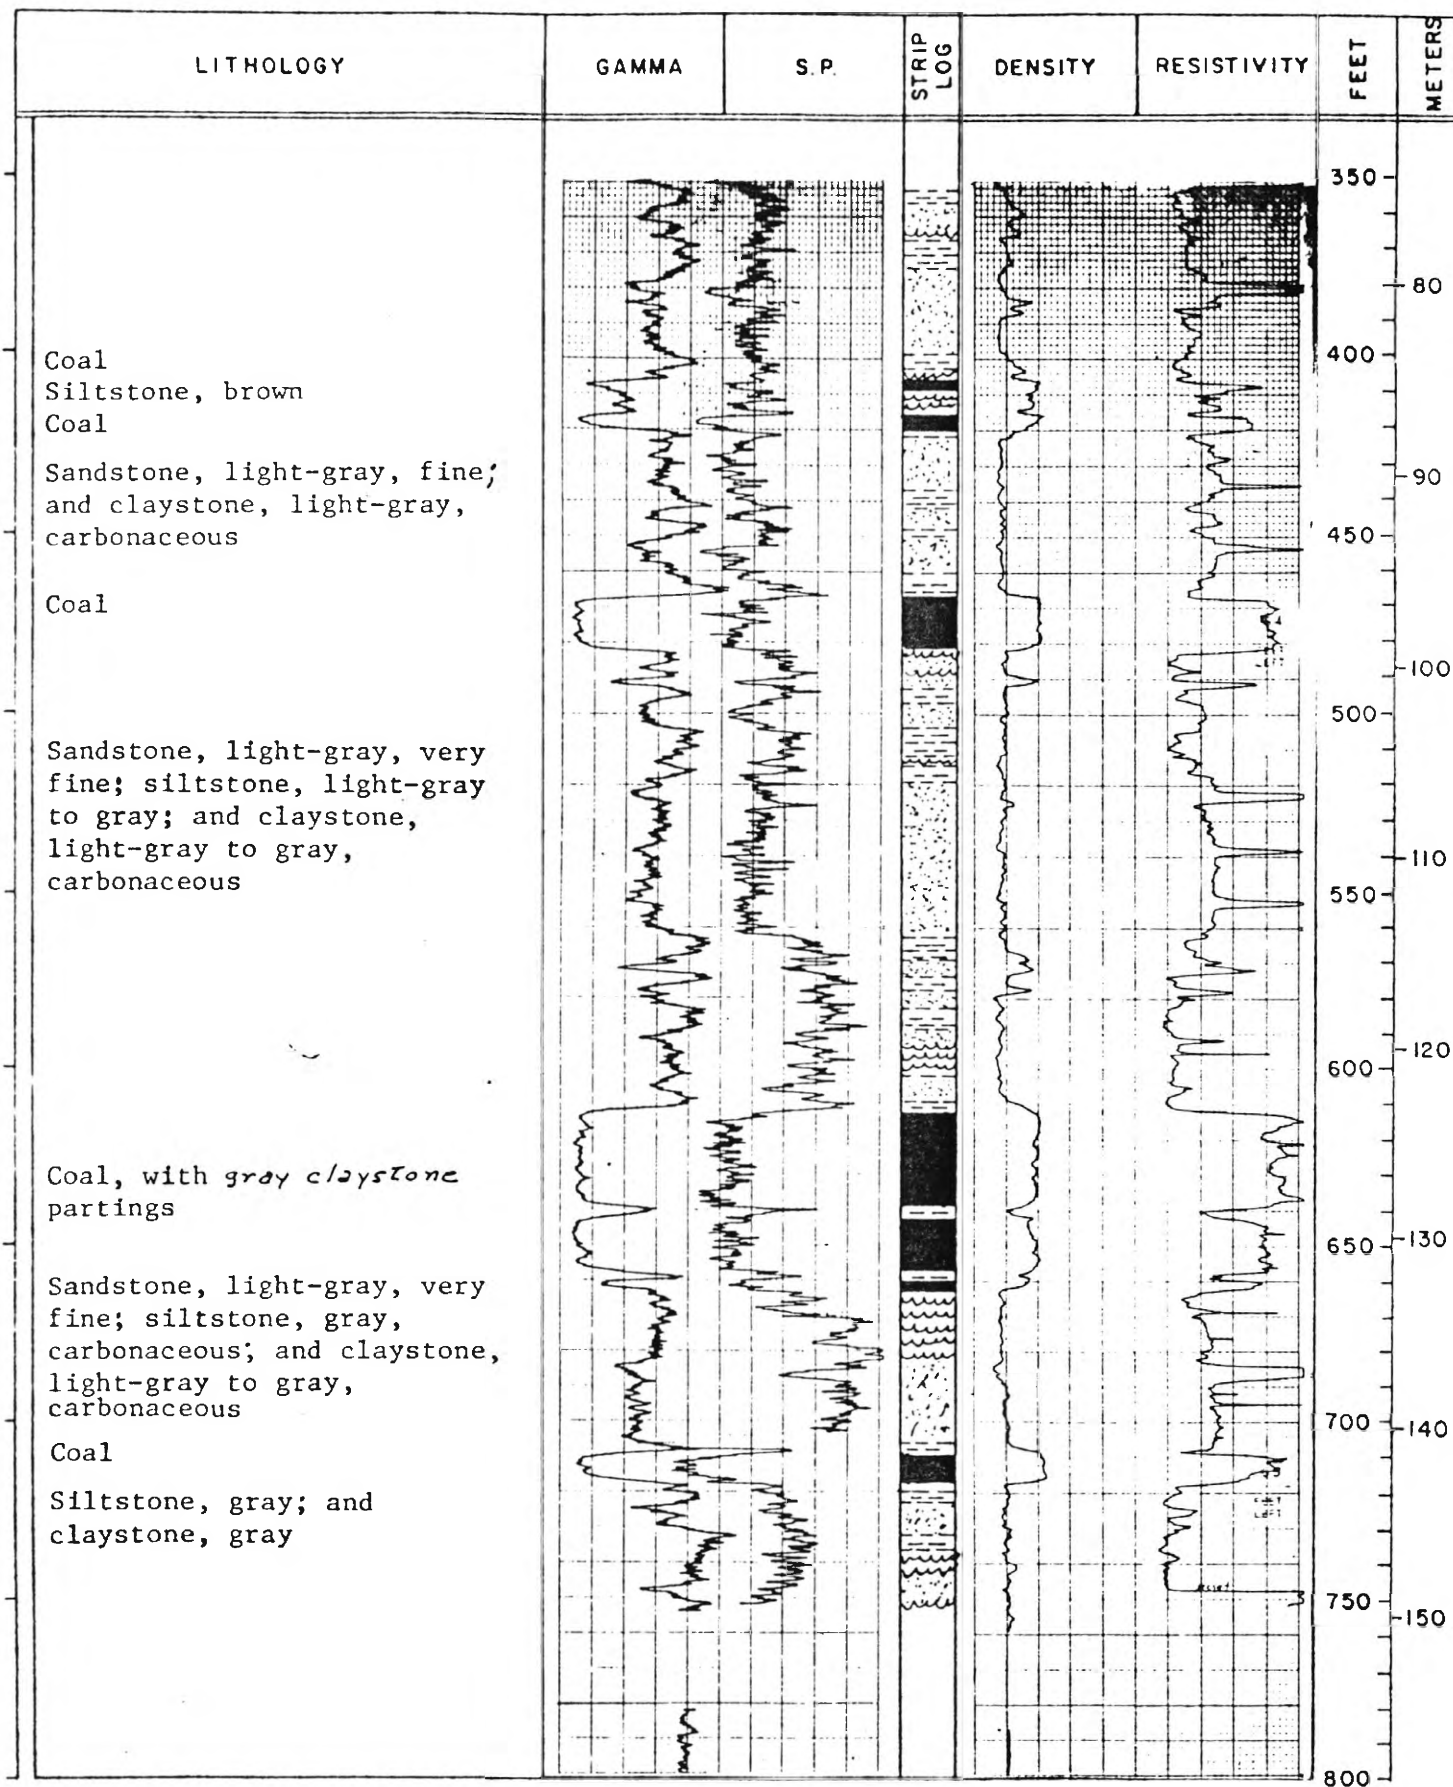 LITHOLOGY
GAMMA
S.P.
STRIP LOG
DENSITY
RESISTIVITY
FEET
METERS
350
80
Coal
400
Siltstone, brown
Coal
Sandstone, light-gray, fine;
90
and claystone, light-gray,
carbonaceous
450
Coal
100
500
Sandstone, light-gray, very
fine; siltstone, light-gray
to gray; and claystone,
light-gray to gray,
110
carbonaceous
550
120
600
Coal, with gray claystone
partings
130
650
Sandstone, light-gray, very
fine; siltstone, gray,
carbonaceous; and claystone,
light-gray to gray,
carbonaceous
700
140
Coal
Siltstone, gray; and
claystone, gray
750
150
800